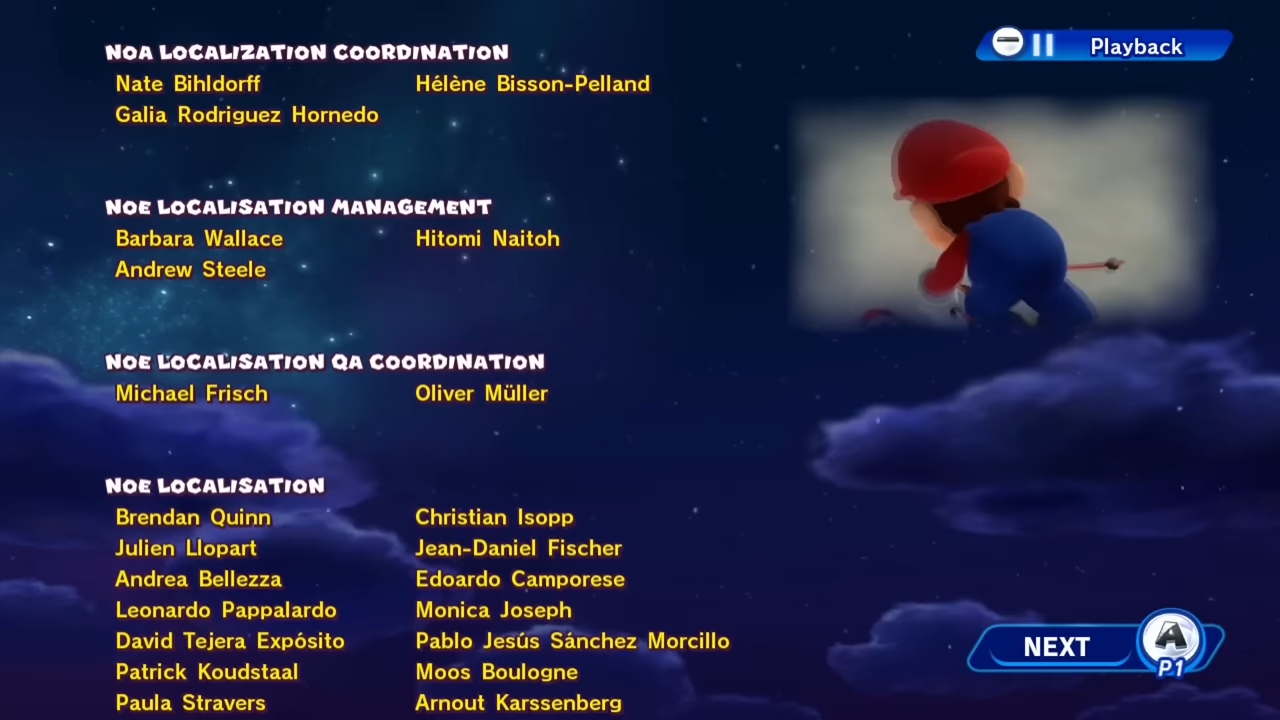 NOA LOCALIZATION COORDINATION
Nate Bihldorff Hélène Bisson-Pelland
Galia Rodriguez Hornedo
NOE LOCALISATION MANAGEMENT
Barbara Wallace Hitomi Naitoh
Andrew Steele
NOE LOCALISATION QA COORDINATION
Michael Frisch Oliver Müller
NOE LOCALISATION
Brendan Quinn Christian Isopp
Julien Llopart Jean-Daniel Fischer
Andrea Bellezza Edoardo Camporese
Leonardo Pappalardo Monica Joseph
David Tejera Expósito Pablo Jesús Sánchez Morcillo
Patrick Koudstaal Moos Boulogne
Paula Stravers Arnout Karssenberg
Playback
NEXT A
P1